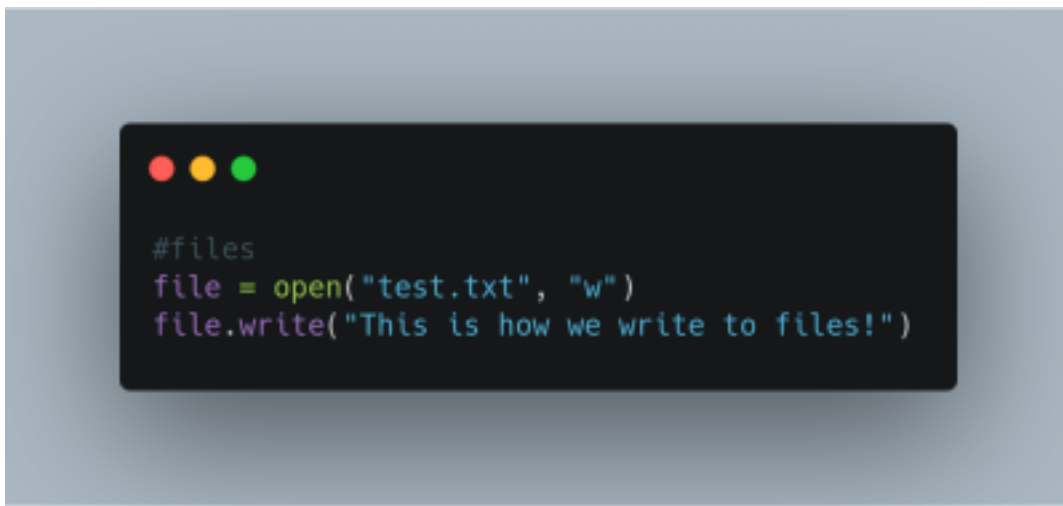 #files
file = open("test.txt", "w")
file.write("This is how we write to files!")